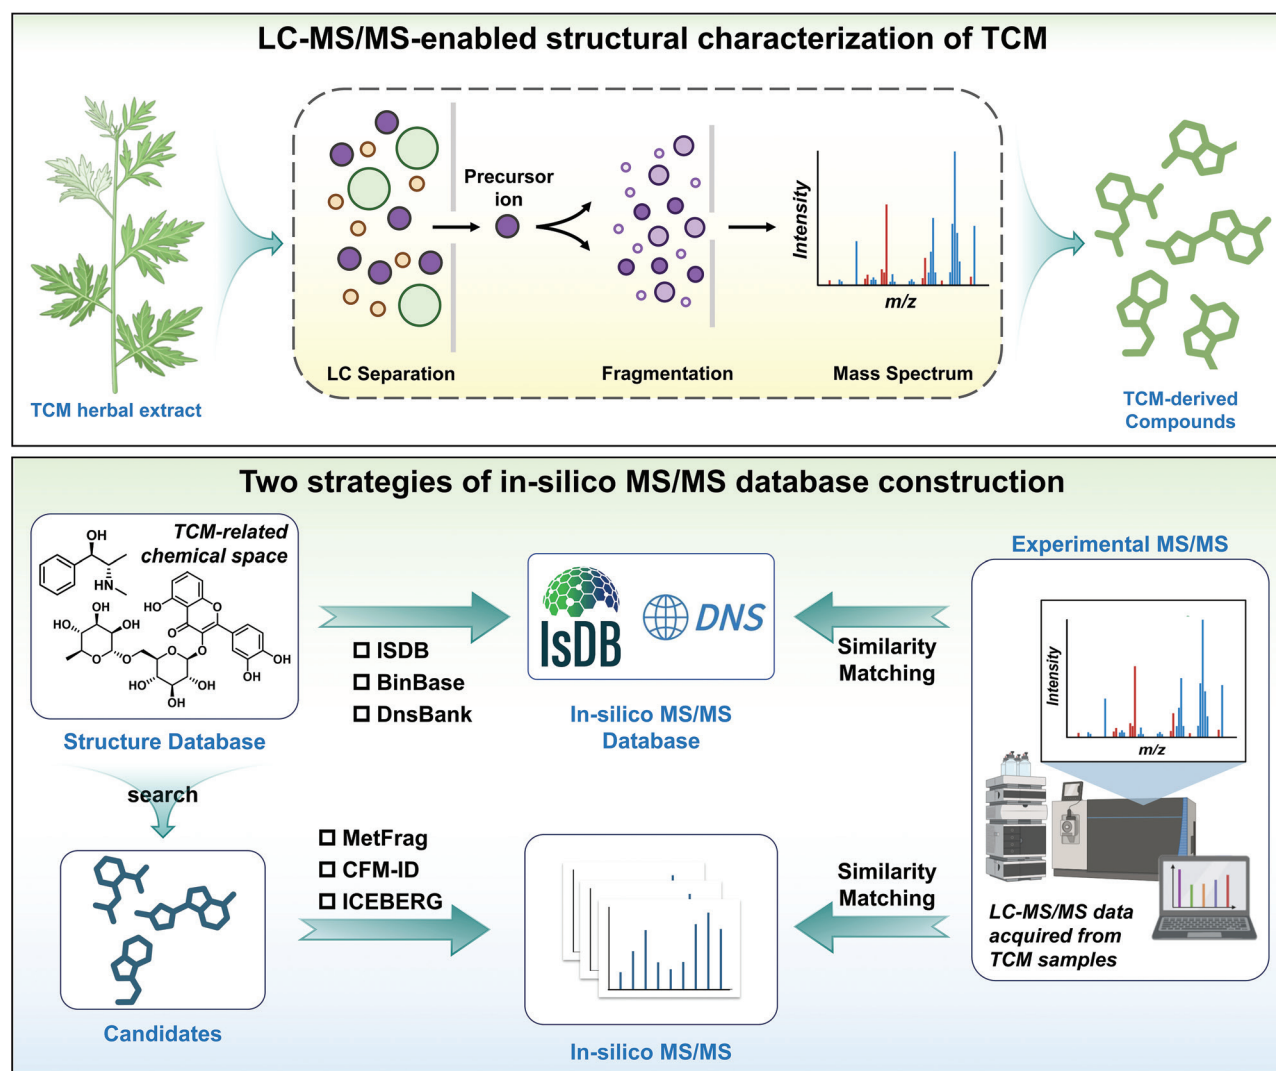 LC-MS/MS-enabled structural characterization of TCM
Precursor
ion
Intensity
m/z
LC Separation
Fragmentation
Mass Spectrum
TCM herbal extract
TCM-derived
Compounds
Two strategies of in-silico MS/MS database construction
TCM-related
chemical space
OH
HN
HO
O
O
OH
HO
OH
HO
O
O
O
O
OH
OH
HO
OH
OH
Structure Database
search
Candidates
ISDB
BinBase
DnsBank
MetFrag
CFM-ID
ICEBERG
IsDB
DNS
In-silico MS/MS
Database
In-silico MS/MS
Similarity
Matching
Similarity
Matching
Experimental MS/MS
Intensity
m/z
LC-MS/MS data
acquired from
TCM samples